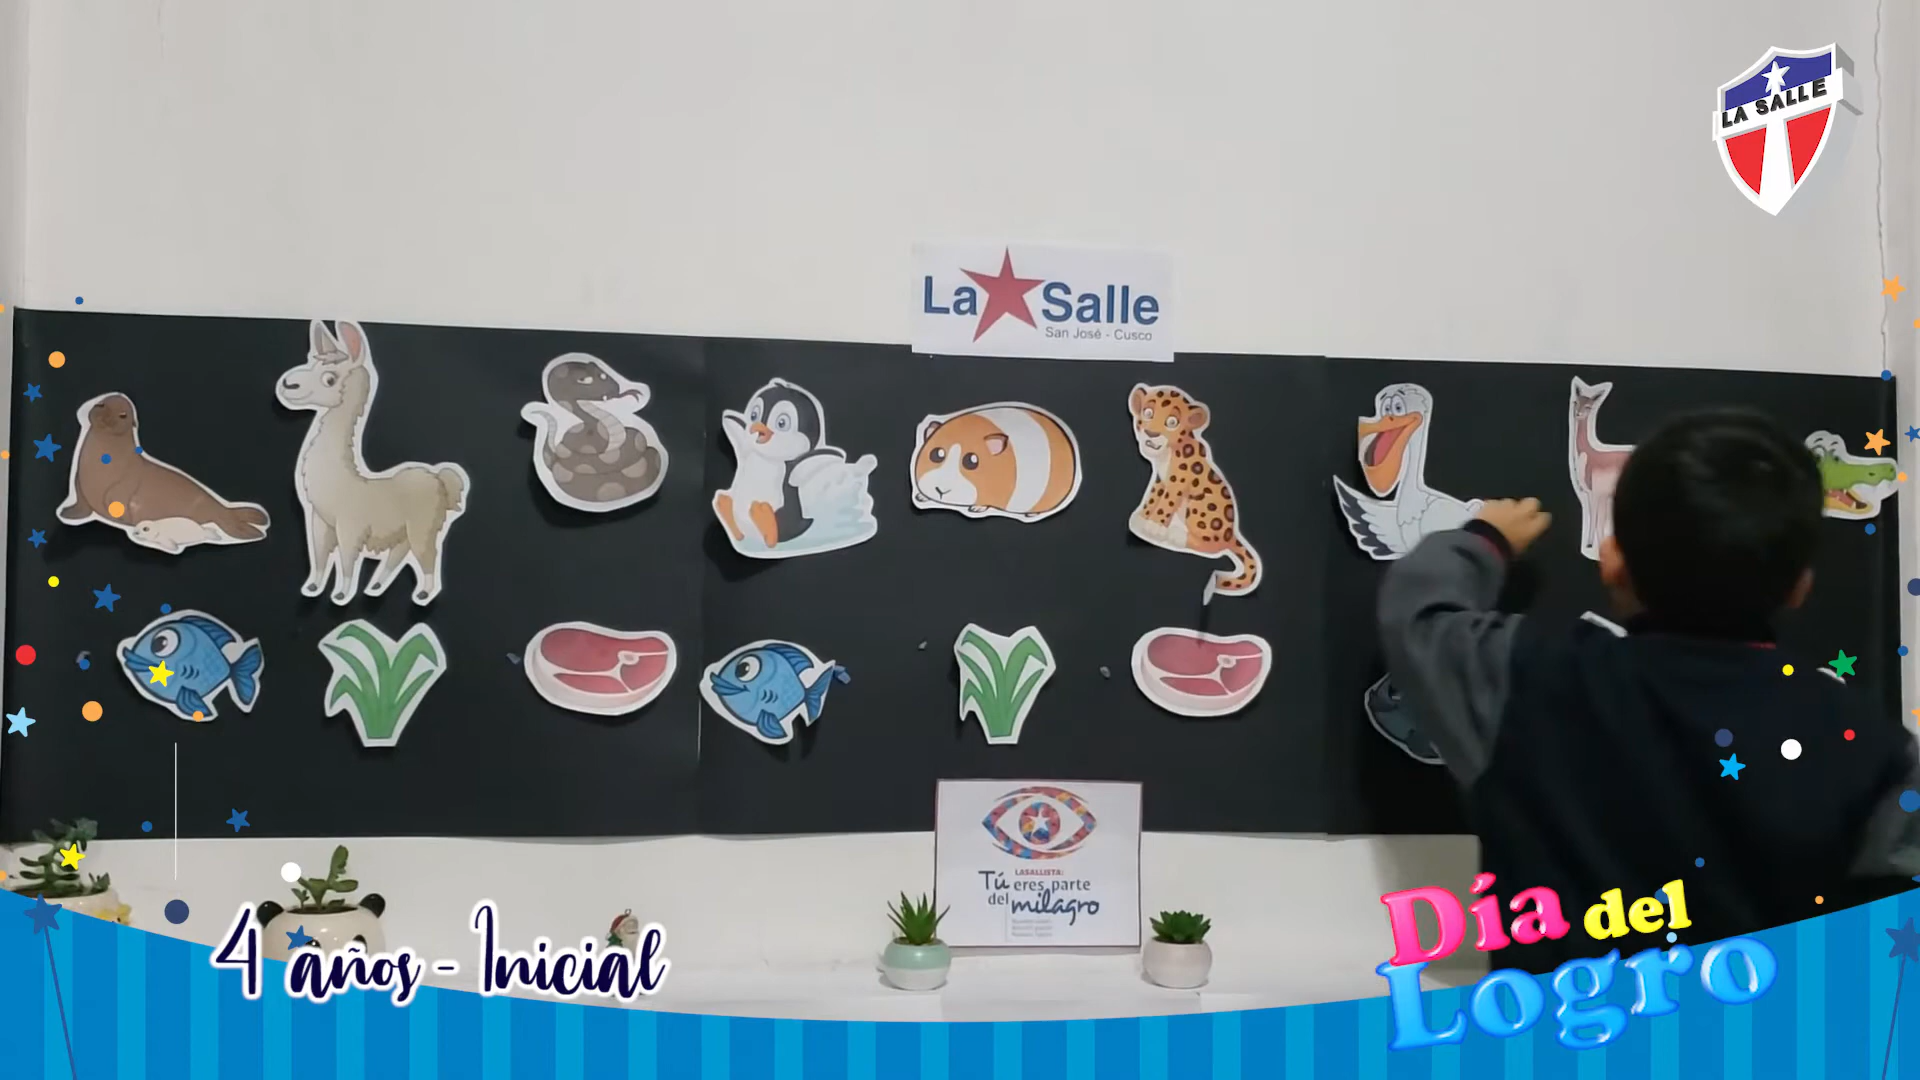 LA SALLE
La Salle
San José - Cusco
LASALLISTA:
Tú eres parte
del milagro
4 años - Inicial
Día del
Logro